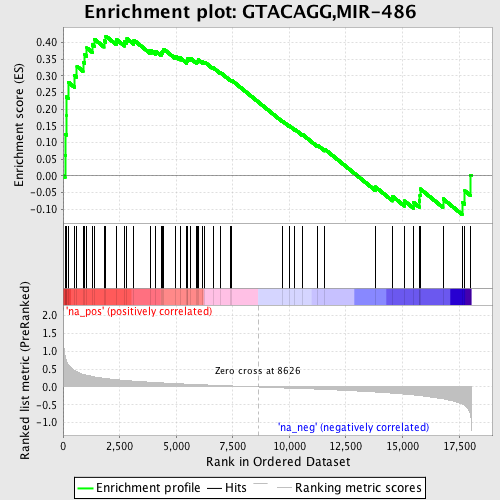 Enrichment plot: GTACAGG,MIR-486
Enrichment score (ES)
0.40
0.35
0.30
0.25
0.20
0.15
0.10
0.05
0.00
-0.05
-0.10
'na_pos' (positively correlated)
Ranked list metric (PreRanked)
2.0
1.5
1.0
0.5
0.0
-0.5
-1.0
Zero cross at 8626
'na_neg' (negatively correlated)
0 2,500 5,000 7,500 10,000 12,500 15,000 17,500
Rank in Ordered Dataset
Enrichment profile Hits Ranking metric scores